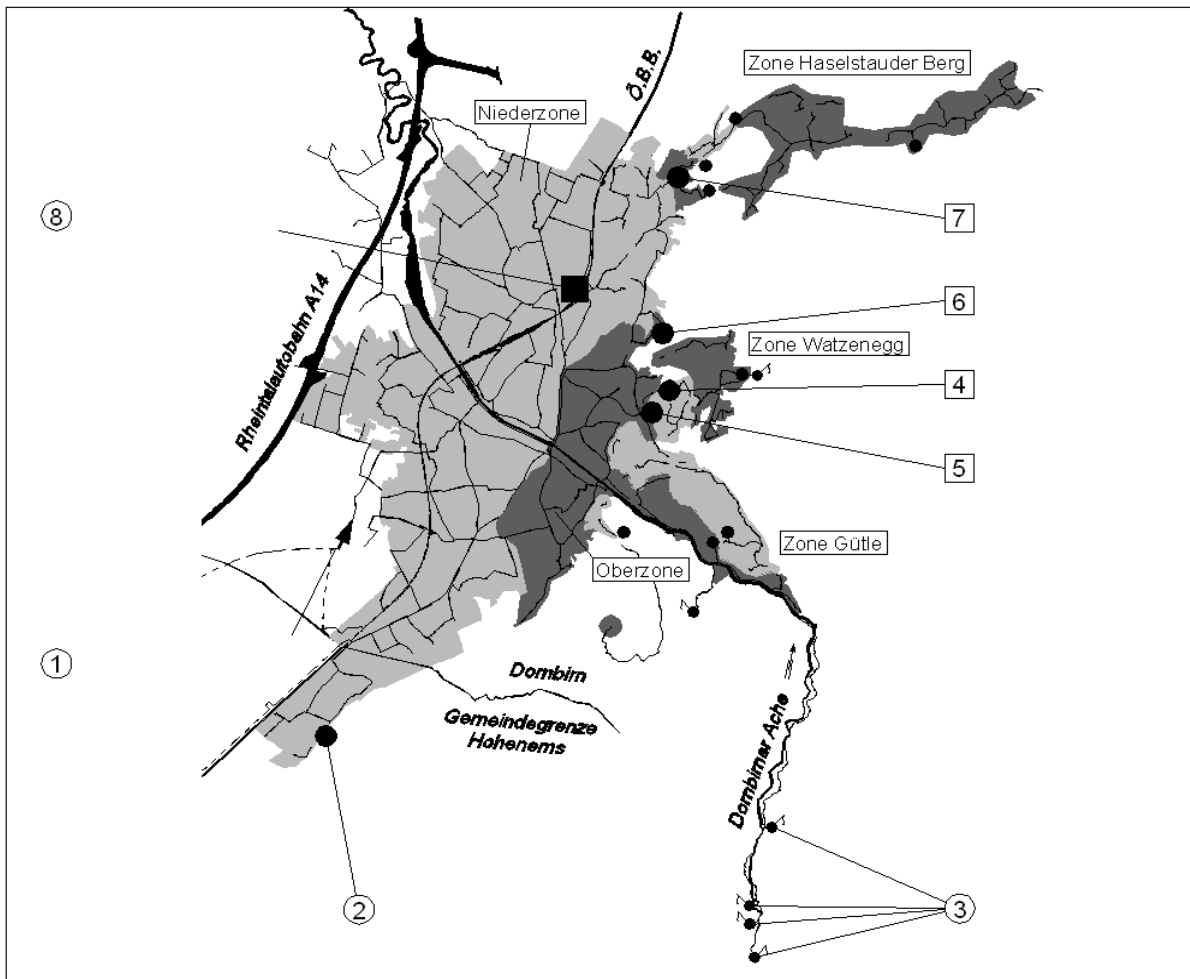 Zone Haselstauder Berg
Ö.B.B.
Niederzone
8
7
6
Rheintalautobahn A14
Zone Watzenegg
4
5
Zone Gütle
Oberzone
1
Dornbirn
Gemeindegrenze
Hohenems
Dornbirner Ache
2
3